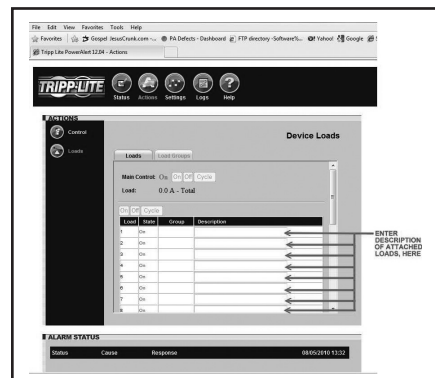 File Edit View Favorites Tools Help
Favorites Gospel JesusCrunk.com -... PA Defects - Dashboard FTP directory -Software%... Yahoo! Google
Tripp Lite PowerAlert 12.04 - Actions
TRIPP·LITE
Status Actions Settings Logs Help
ACTIONS
Control
Loads
Device Loads
Loads Load Groups
Main Control: On On Off Cycle
Load: 0.0 A - Total
On Off Cycle
Load State Group Description
1 On
2 On
3 On
4 On
5 On
6 On
7 On
8 On
ENTER
DESCRIPTION
OF ATTACHED
LOADS, HERE
ALARM STATUS
Status Cause Response 08/05/2010 13:32